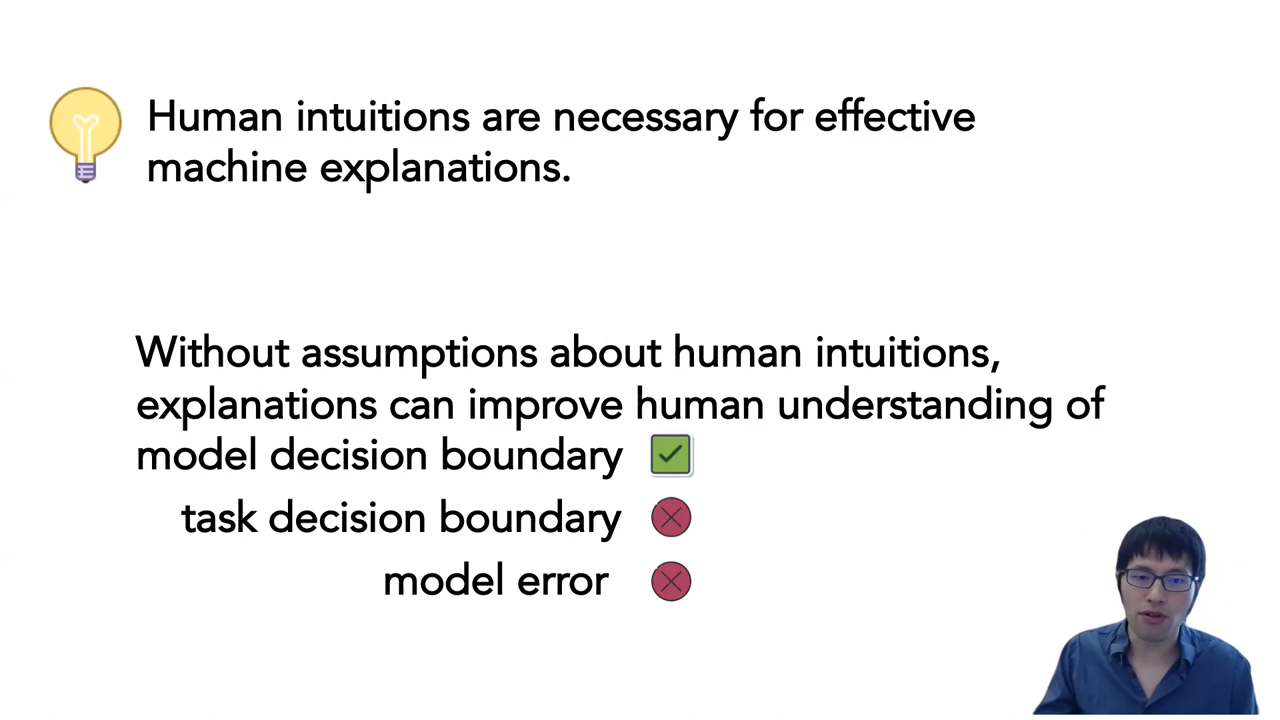 Human intuitions are necessary for effective
machine explanations.
Without assumptions about human intuitions,
explanations can improve human understanding of
model decision boundary
task decision boundary
model error